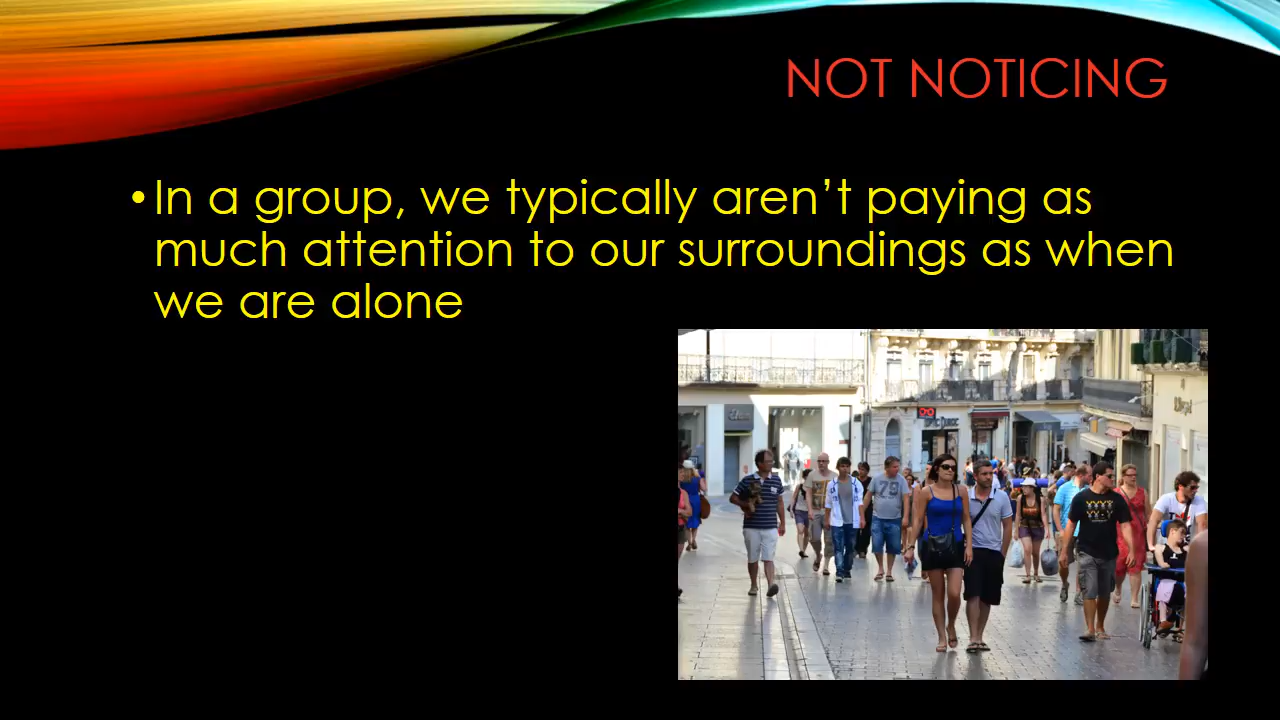 NOT NOTICING
•In a group, we typically aren’t paying as
much attention to our surroundings as when
we are alone
79